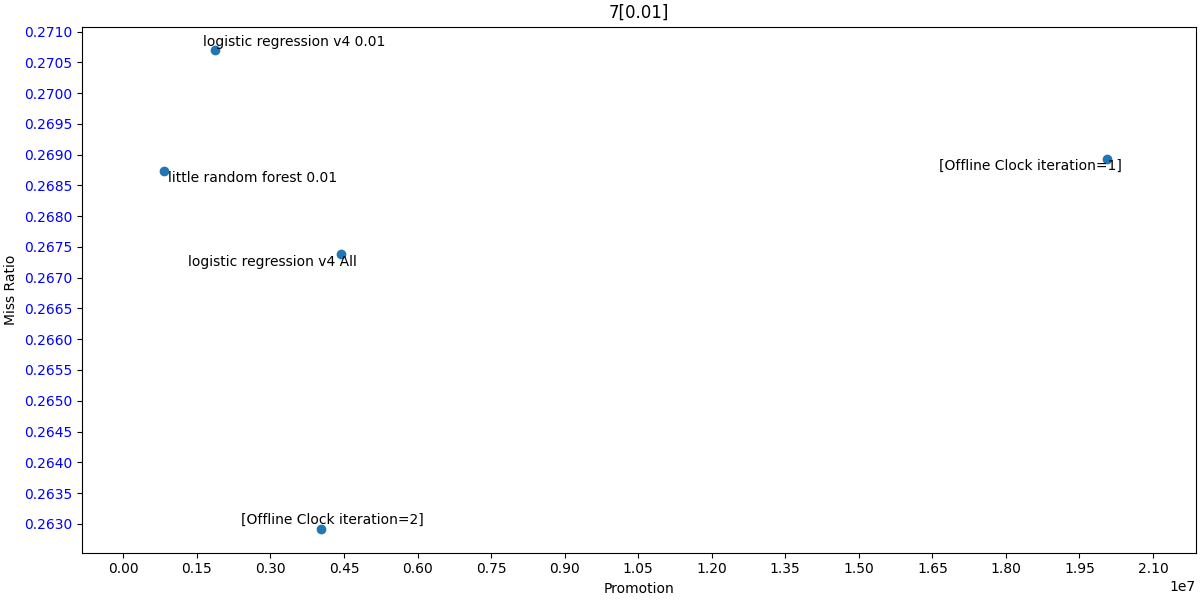 7[0.01]
0.2710
0.2705
0.2700
0.2695
0.2690
0.2685
0.2680
0.2675
0.2670
0.2665
0.2660
0.2655
0.2650
0.2645
0.2640
0.2635
0.2630
Miss Ratio
logistic regression v4 0.01
[Offline Clock iteration=1]
little random forest 0.01
logistic regression v4 All
[Offline Clock iteration=2]
0.00 0.15 0.30 0.45 0.60 0.75 0.90 1.05 1.20 1.35 1.50 1.65 1.80 1.95 2.10
Promotion
1e7